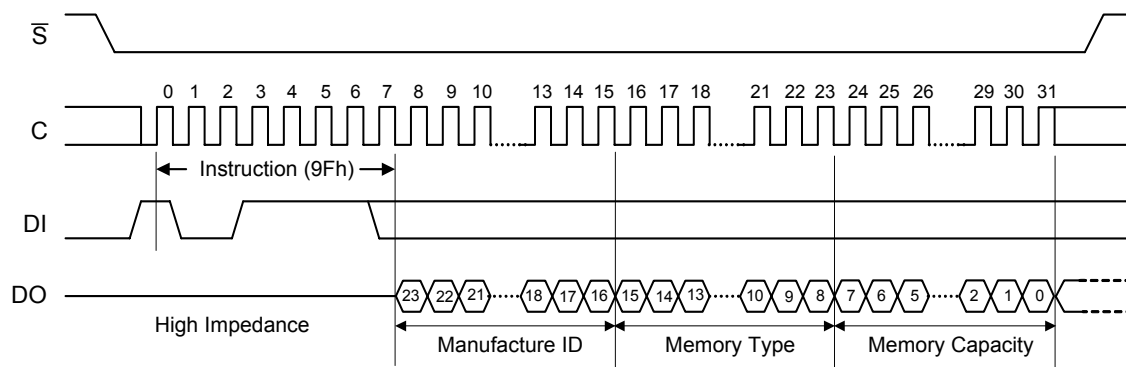 S
0 1 2 3 4 5 6 7 8 9 10 13 14 15 16 17 18 21 22 23 24 25 26 29 30 31
C
Instruction (9Fh)
DI
DO
23 22 21 18 17 16 15 14 13 10 9 8 7 6 5 2 1 0
High Impedance
Manufacture ID Memory Type Memory Capacity